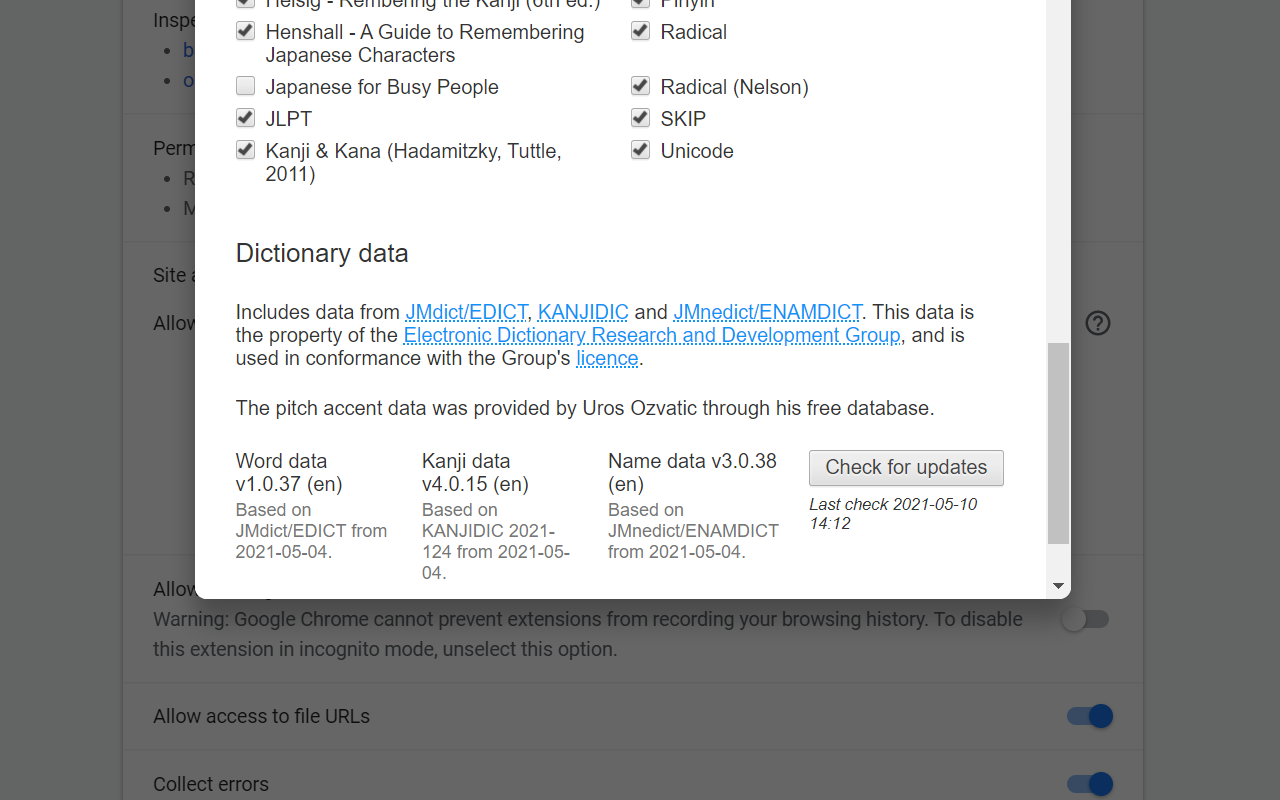 Heisig - Rembering the Kanji (6th ed.)
Pinyin
Henshall - A Guide to Remembering
Japanese Characters
Radical
Japanese for Busy People
Radical (Nelson)
JLPT
SKIP
Kanji & Kana (Hadamitzky, Tuttle,
2011)
Unicode
Dictionary data
Includes data from JMdict/EDICT, KANJIDIC and JMnedict/ENAMDICT. This data is
the property of the Electronic Dictionary Research and Development Group, and is
used in conformance with the Group's licence.
The pitch accent data was provided by Uros Ozvatic through his free database.
Word data
v1.0.37 (en)
Based on
JMdict/EDICT from
2021-05-04.
Kanji data
v4.0.15 (en)
Based on
KANJIDIC 2021-
124 from 2021-05-
04.
Name data v3.0.38
(en)
Based on
JMnedict/ENAMDICT
from 2021-05-04.
Check for updates
Last check 2021-05-10
14:12
Inspe
b
o
Perm
R
M
Site a
Allow
Allow
Warning: Google Chrome cannot prevent extensions from recording your browsing history. To disable
this extension in incognito mode, unselect this option.
Allow access to file URLs
Collect errors